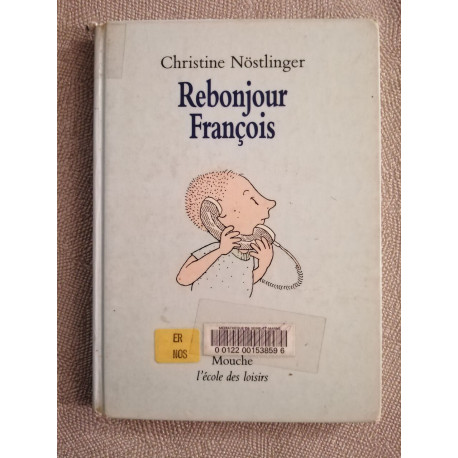 Christine Nöstlinger
Rebonjour
François
ER
NOS
0 0122 00153859 6
Mouche
l'école des loisirs